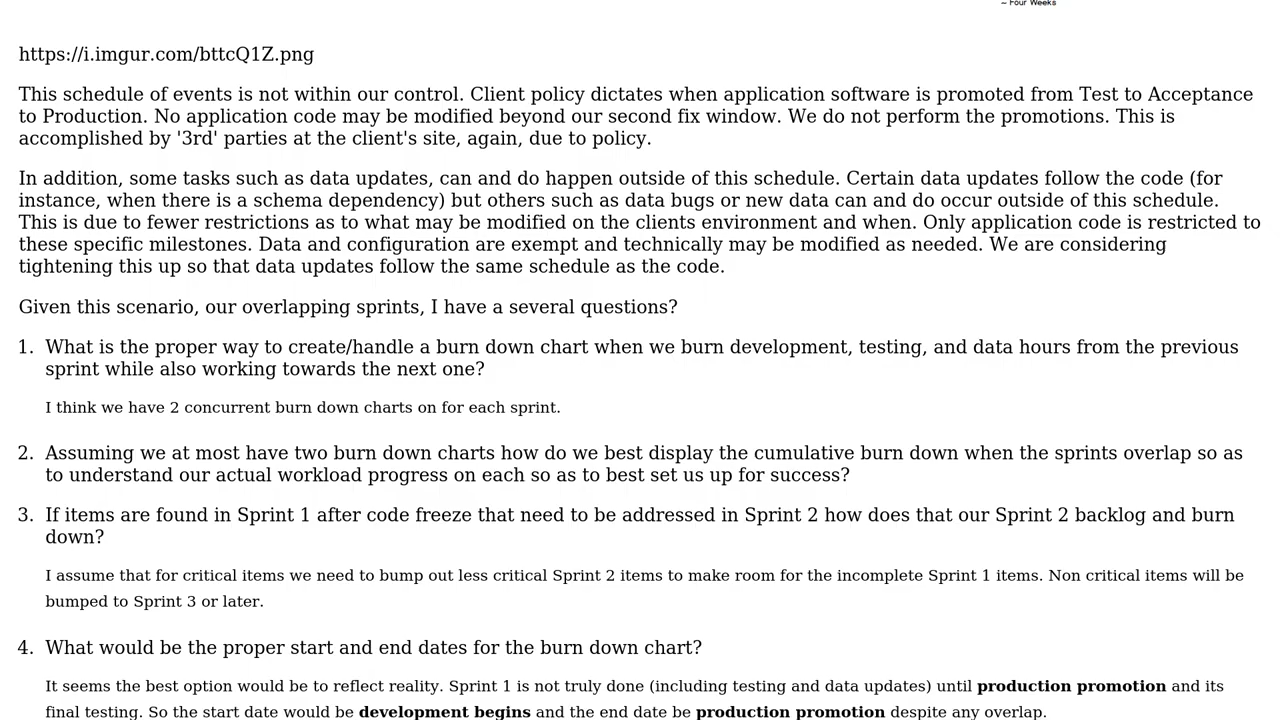 ~ Four Weeks
https://i.imgur.com/bttcQ1Z.png
This schedule of events is not within our control. Client policy dictates when application software is promoted from Test to Acceptance
to Production. No application code may be modified beyond our second fix window. We do not perform the promotions. This is
accomplished by '3rd' parties at the client's site, again, due to policy.
In addition, some tasks such as data updates, can and do happen outside of this schedule. Certain data updates follow the code (for
instance, when there is a schema dependency) but others such as data bugs or new data can and do occur outside of this schedule.
This is due to fewer restrictions as to what may be modified on the clients environment and when. Only application code is restricted to
these specific milestones. Data and configuration are exempt and technically may be modified as needed. We are considering
tightening this up so that data updates follow the same schedule as the code.
Given this scenario, our overlapping sprints, I have a several questions?
1. What is the proper way to create/handle a burn down chart when we burn development, testing, and data hours from the previous
sprint while also working towards the next one?
I think we have 2 concurrent burn down charts on for each sprint.
2. Assuming we at most have two burn down charts how do we best display the cumulative burn down when the sprints overlap so as
to understand our actual workload progress on each so as to best set us up for success?
3. If items are found in Sprint 1 after code freeze that need to be addressed in Sprint 2 how does that our Sprint 2 backlog and burn
down?
I assume that for critical items we need to bump out less critical Sprint 2 items to make room for the incomplete Sprint 1 items. Non critical items will be
bumped to Sprint 3 or later.
4. What would be the proper start and end dates for the burn down chart?
It seems the best option would be to reflect reality. Sprint 1 is not truly done (including testing and data updates) until production promotion and its
final testing. So the start date would be development begins and the end date be production promotion despite any overlap.